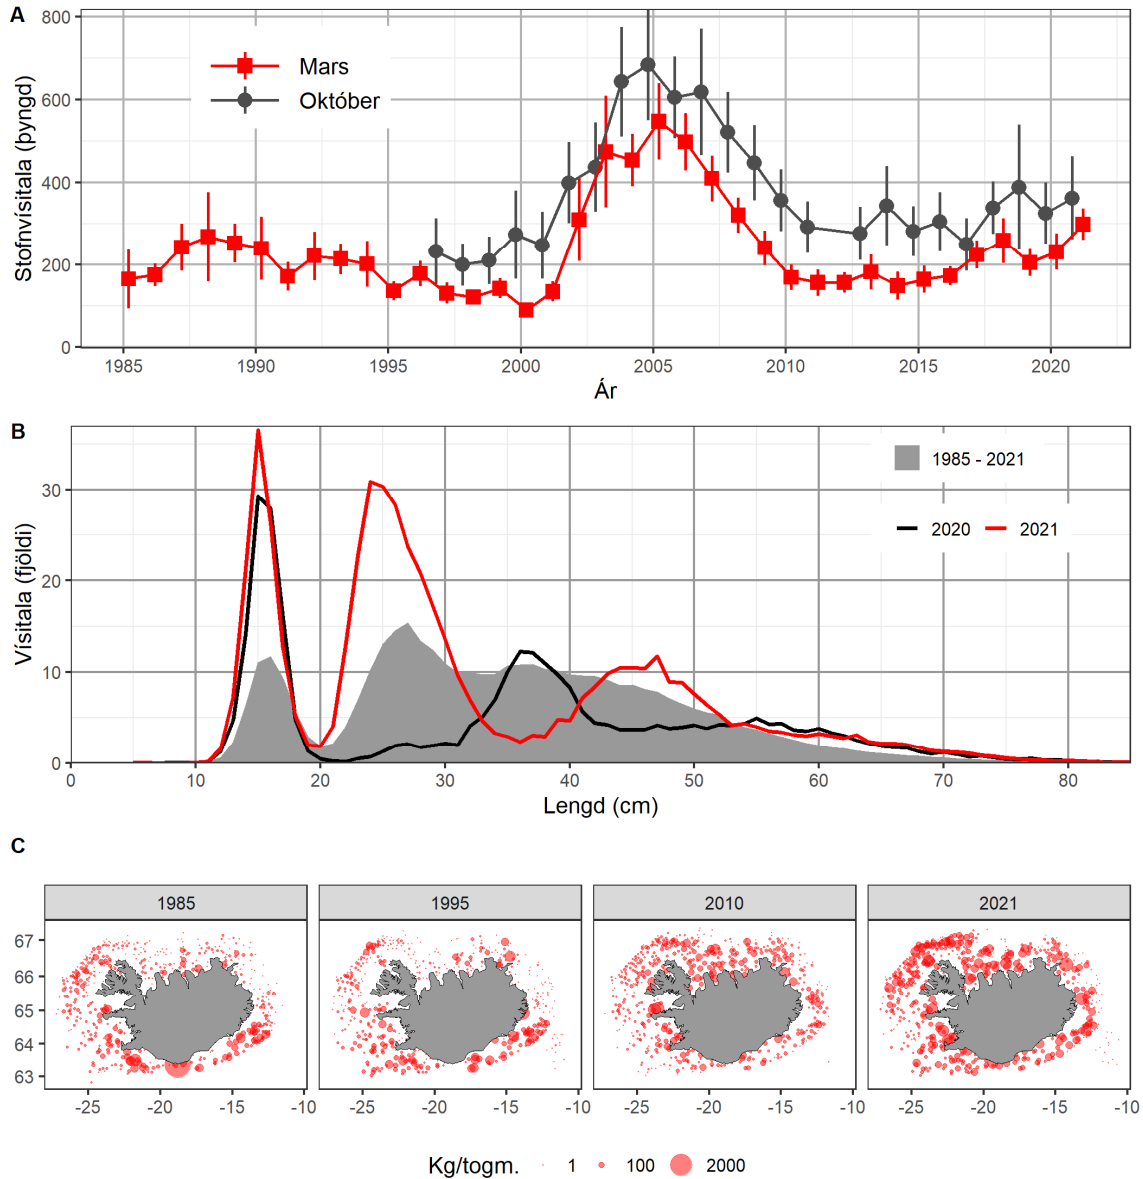 A
Stofnvísitala (þyngd)
800
600
400
200
0
Mars
Október
1985 1990 1995 2000 2005 2010 2015 2020
Ár
B
Vísitala (fjöldi)
30
20
10
0
1985 - 2021
2020 2021
0 10 20 30 40 50 60 70 80
Lengd (cm)
C
1985 1995 2010 2021
67
66
65
64
63
-25 -20 -15 -10 -25 -20 -15 -10 -25 -20 -15 -10 -25 -20 -15 -10
Kg/togm. 1 100 2000